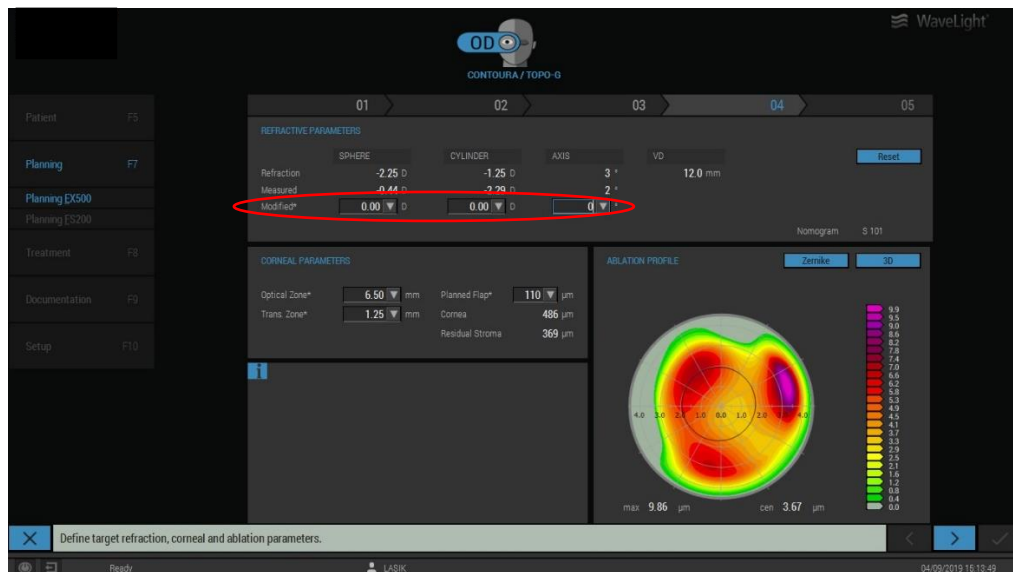 WaveLight
OD
CONTOURA / TOPO-G
01 02 03 04 05
Patient F5
Planning F7
Planning EX500
Planning FS200
Treatment F8
Documentation F9
Setup F10
REFRACTIVE PARAMETERS
SPHERE CYLINDER AXIS VD
Reset
Refraction -2.25 D -1.25 D 3 ° 12.0 mm
Measured -0.44 D -2.29 D 2 °
Modified* 0.00 D 0.00 D 0 °
Nomogram S 101
CORNEAL PARAMETERS
Optical Zone* 6.50 mm Planned Flap* 110 µm
Trans. Zone* 1.25 mm Cornea 486 µm
Residual Stroma 369 µm
i
ABLATION PROFILE Zernike 3D
9.9
9.5
9.0
8.6
8.2
7.8
7.4
7.0
6.6
6.2
5.8
5.3
4.9
4.5
4.1
3.7
3.3
2.9
2.5
2.1
1.6
1.2
0.8
0.4
0.0
4.0 3.0 2.0 1.0 0.0 1.0 2.0 4.0
max 9.86 µm cen 3.67 µm
Define target refraction, corneal and ablation parameters.
Ready LASIK 04/09/2019 15:13:49